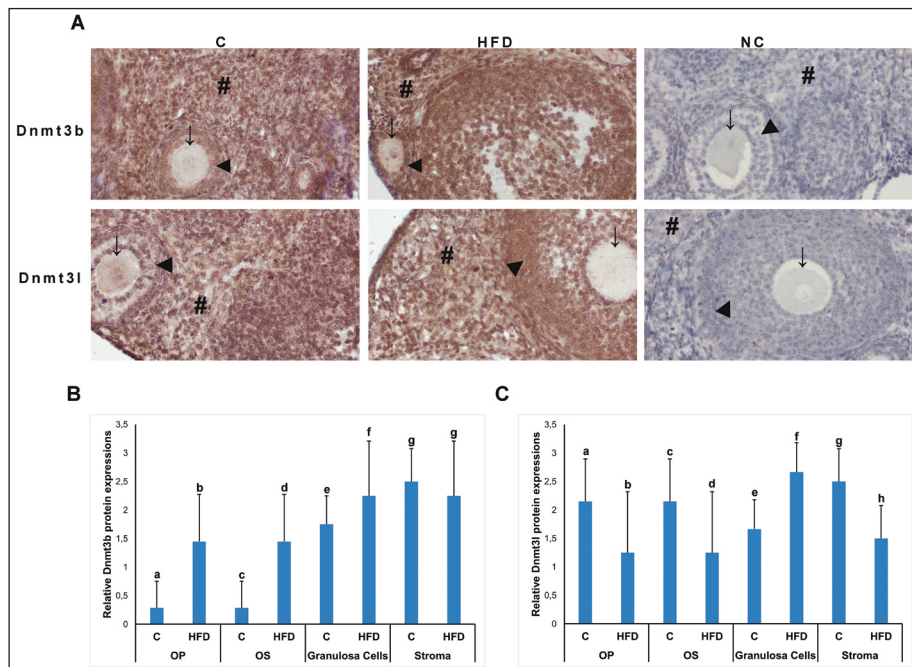 A
C HFD NC
Dnmt3b
# # #
Dnmt3l
# # #
B
Relative Dnmt3b protein expressions
3,5
3
2,5
2
1,5
1
0,5
0
a b c d e f g g
C HFD C HFD C HFD C HFD
OP OS Granulosa Cells Stroma
C
Relative Dnmt3l protein expressions
3,5
3
2,5
2
1,5
1
0,5
0
a b c d e f g h
C HFD C HFD C HFD C HFD
OP OS Granulosa Cells Stroma